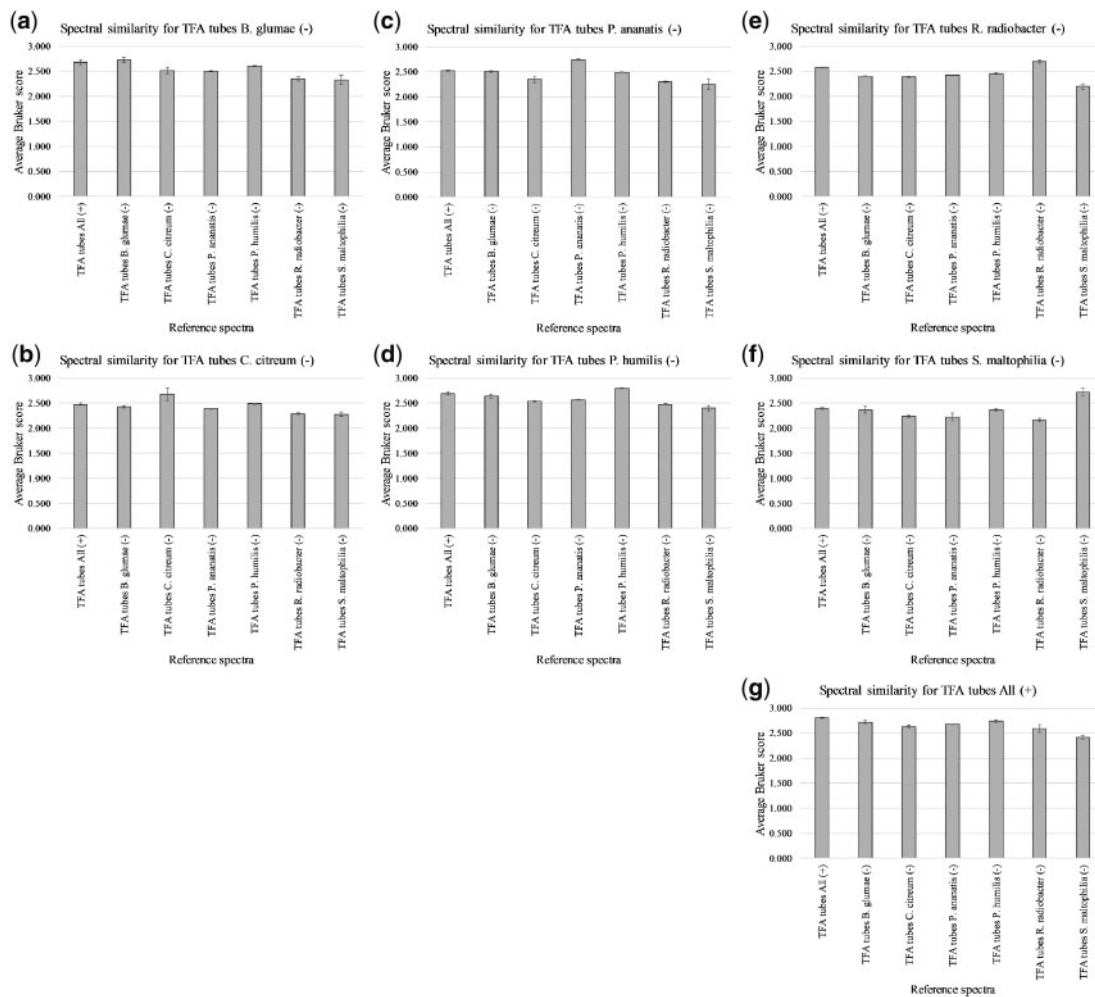 (a)
Spectral similarity for TFA tubes B. glumae (-)
Average Bruker score
3.000
2.500
2.000
1.500
1.000
0.500
0.000
TFA tubes All (+)
TFA tubes B. glumae (-)
TFA tubes C. citreum (-)
TFA tubes P. ananatis (-)
TFA tubes P. humilis (-)
TFA tubes R. radiobacter (-)
TFA tubes S. maltophilia (-)
Reference spectra
(b)
Spectral similarity for TFA tubes C. citreum (-)
Average Bruker score
3.000
2.500
2.000
1.500
1.000
0.500
0.000
TFA tubes All (+)
TFA tubes B. glumae (-)
TFA tubes C. citreum (-)
TFA tubes P. ananatis (-)
TFA tubes P. humilis (-)
TFA tubes R. radiobacter (-)
TFA tubes S. maltophilia (-)
Reference spectra
(c)
Spectral similarity for TFA tubes P. ananatis (-)
Average Bruker score
3.000
2.500
2.000
1.500
1.000
0.500
0.000
TFA tubes All (+)
TFA tubes B. glumae (-)
TFA tubes C. citreum (-)
TFA tubes P. ananatis (-)
TFA tubes P. humilis (-)
TFA tubes R. radiobacter (-)
TFA tubes S. maltophilia (-)
Reference spectra
(d)
Spectral similarity for TFA tubes P. humilis (-)
Average Bruker score
3.000
2.500
2.000
1.500
1.000
0.500
0.000
TFA tubes All (+)
TFA tubes B. glumae (-)
TFA tubes C. citreum (-)
TFA tubes P. ananatis (-)
TFA tubes P. humilis (-)
TFA tubes R. radiobacter (-)
TFA tubes S. maltophilia (-)
Reference spectra
(e)
Spectral similarity for TFA tubes R. radiobacter (-)
Average Bruker score
3.000
2.500
2.000
1.500
1.000
0.500
0.000
TFA tubes All (+)
TFA tubes B. glumae (-)
TFA tubes C. citreum (-)
TFA tubes P. ananatis (-)
TFA tubes P. humilis (-)
TFA tubes R. radiobacter (-)
TFA tubes S. maltophilia (-)
Reference spectra
(f)
Spectral similarity for TFA tubes S. maltophilia (-)
Average Bruker score
3.000
2.500
2.000
1.500
1.000
0.500
0.000
TFA tubes All (+)
TFA tubes B. glumae (-)
TFA tubes C. citreum (-)
TFA tubes P. ananatis (-)
TFA tubes P. humilis (-)
TFA tubes R. radiobacter (-)
TFA tubes S. maltophilia (-)
Reference spectra
(g)
Spectral similarity for TFA tubes All (+)
Average Bruker score
3.000
2.500
2.000
1.500
1.000
0.500
0.000
TFA tubes All (+)
TFA tubes B. glumae (-)
TFA tubes C. citreum (-)
TFA tubes P. ananatis (-)
TFA tubes P. humilis (-)
TFA tubes R. radiobacter (-)
TFA tubes S. maltophilia (-)
Reference spectra